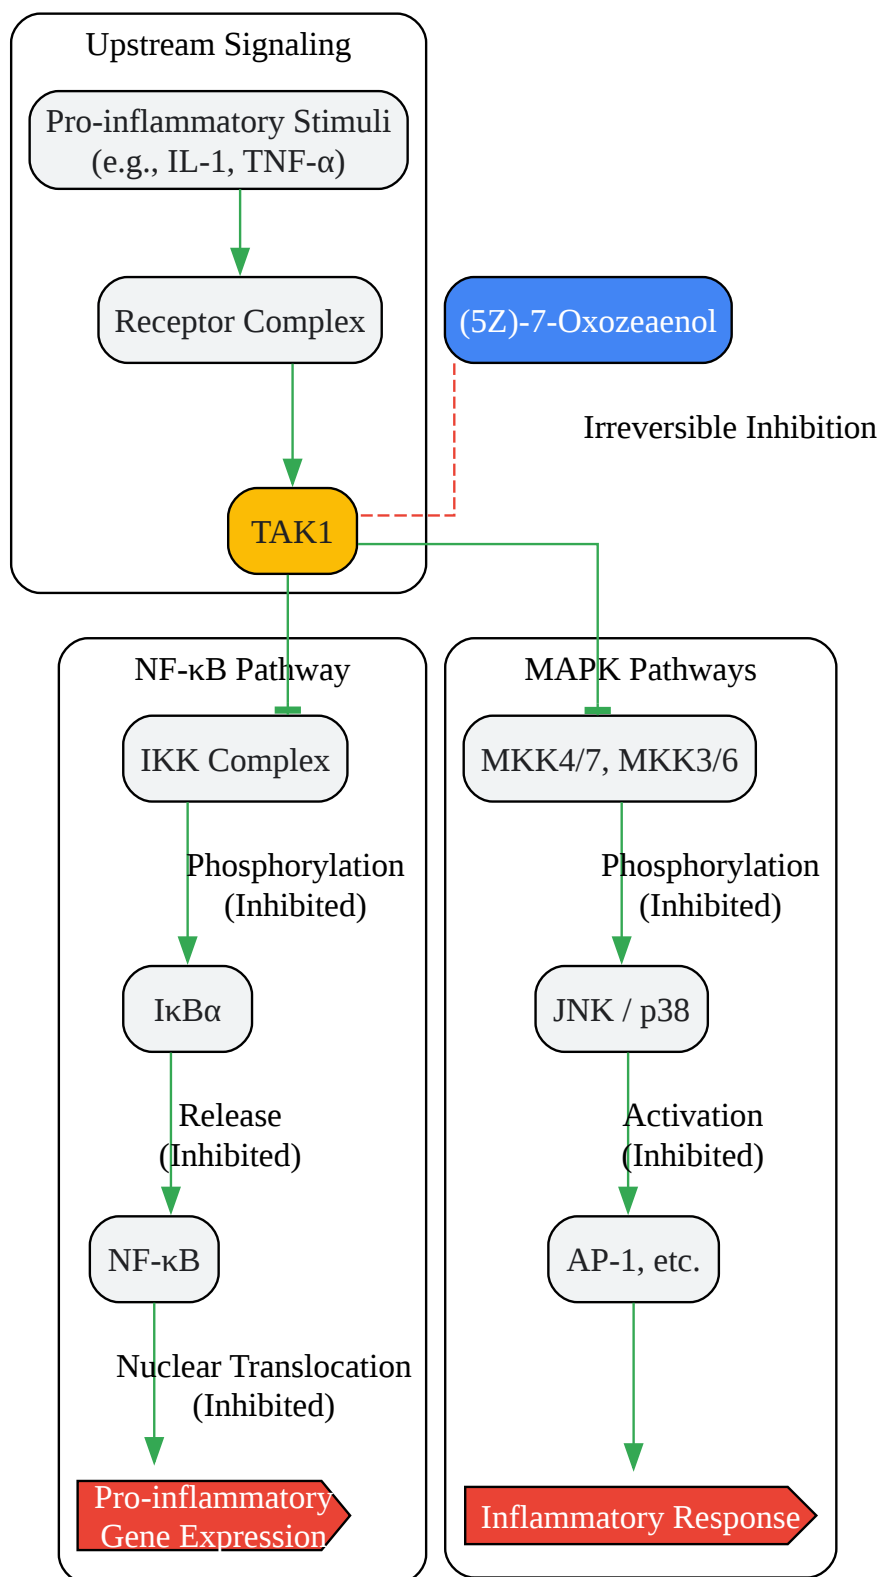 Upstream Signaling
Pro-inflammatory Stimuli
(e.g., IL-1, TNF-α)
Receptor Complex
(5Z)-7-Oxozeaenol
Irreversible Inhibition
TAK1
NF-κB Pathway
IKK Complex
Phosphorylation
(Inhibited)
IκBα
Release
(Inhibited)
NF-κB
Nuclear Translocation
(Inhibited)
Pro-inflammatory
Gene Expression
MAPK Pathways
MKK4/7, MKK3/6
Phosphorylation
(Inhibited)
JNK / p38
Activation
(Inhibited)
AP-1, etc.
Inflammatory Response